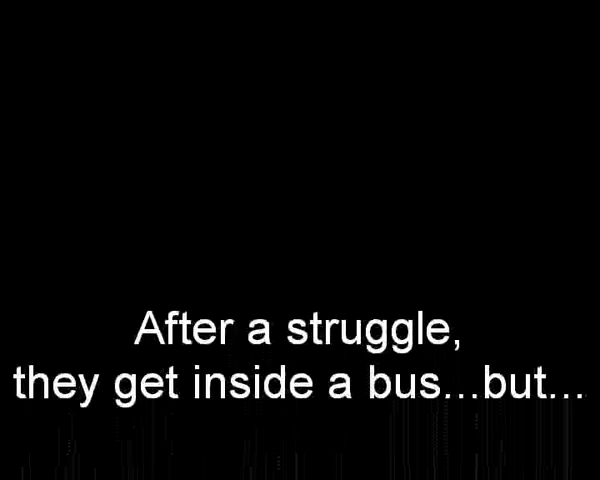 After a struggle,
they get inside a bus...but...